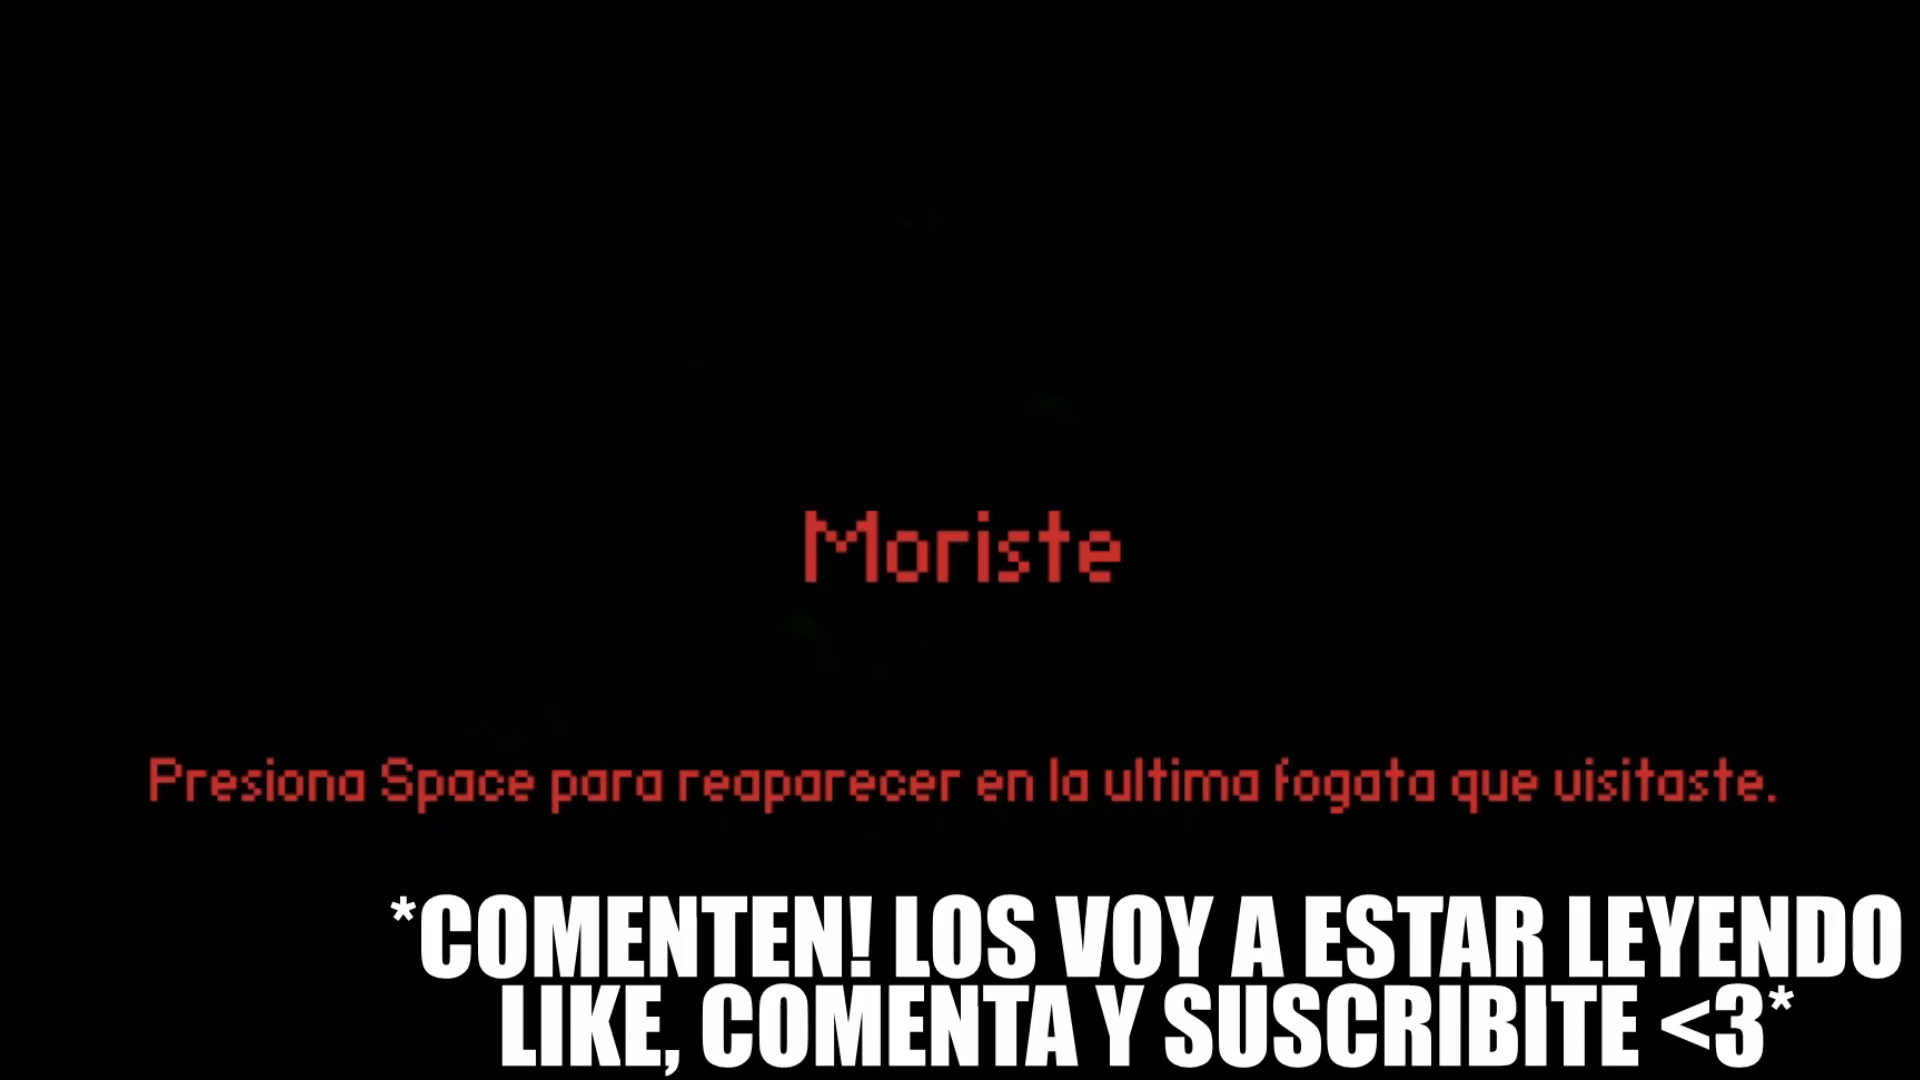 Moriste
Presiona Space para reaparecer en la ultima fogata que visitaste.
*COMENTEN! LOS VOY A ESTAR LEYENDO
LIKE, COMENTA Y SUSCRIBITE <3*